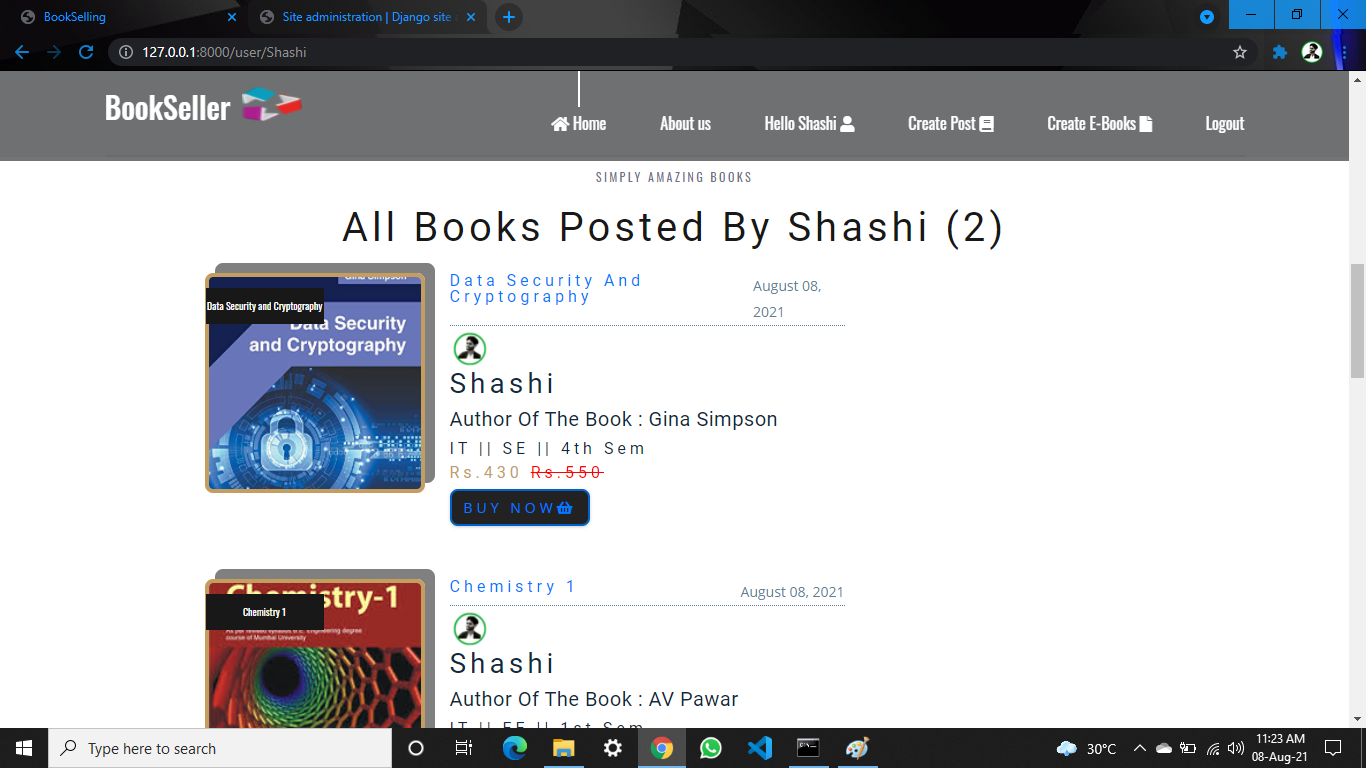 BookSelling
Site administration | Django site
127.0.0.1:8000/user/Shashi
BookSeller
Home
About us
Hello Shashi
Create Post
Create E-Books
Logout
SIMPLY AMAZING BOOKS
All Books Posted By Shashi (2)
Gina Simpson
Data Security and Cryptography
Data Security
and Cryptography
Data Security And
Cryptography
August 08,
2021
Shashi
Author Of The Book : Gina Simpson
IT || SE || 4th Sem
Rs.430 Rs.550
BUY NOW
Chemistry-1
Chemistry 1
As per revised syllabus B.E. Engineering degree
course of Mumbai University
Chemistry 1
August 08, 2021
Shashi
Author Of The Book : AV Pawar
IT || FE || 1st Sem
Type here to search
30°C
11:23 AM
08-Aug-21